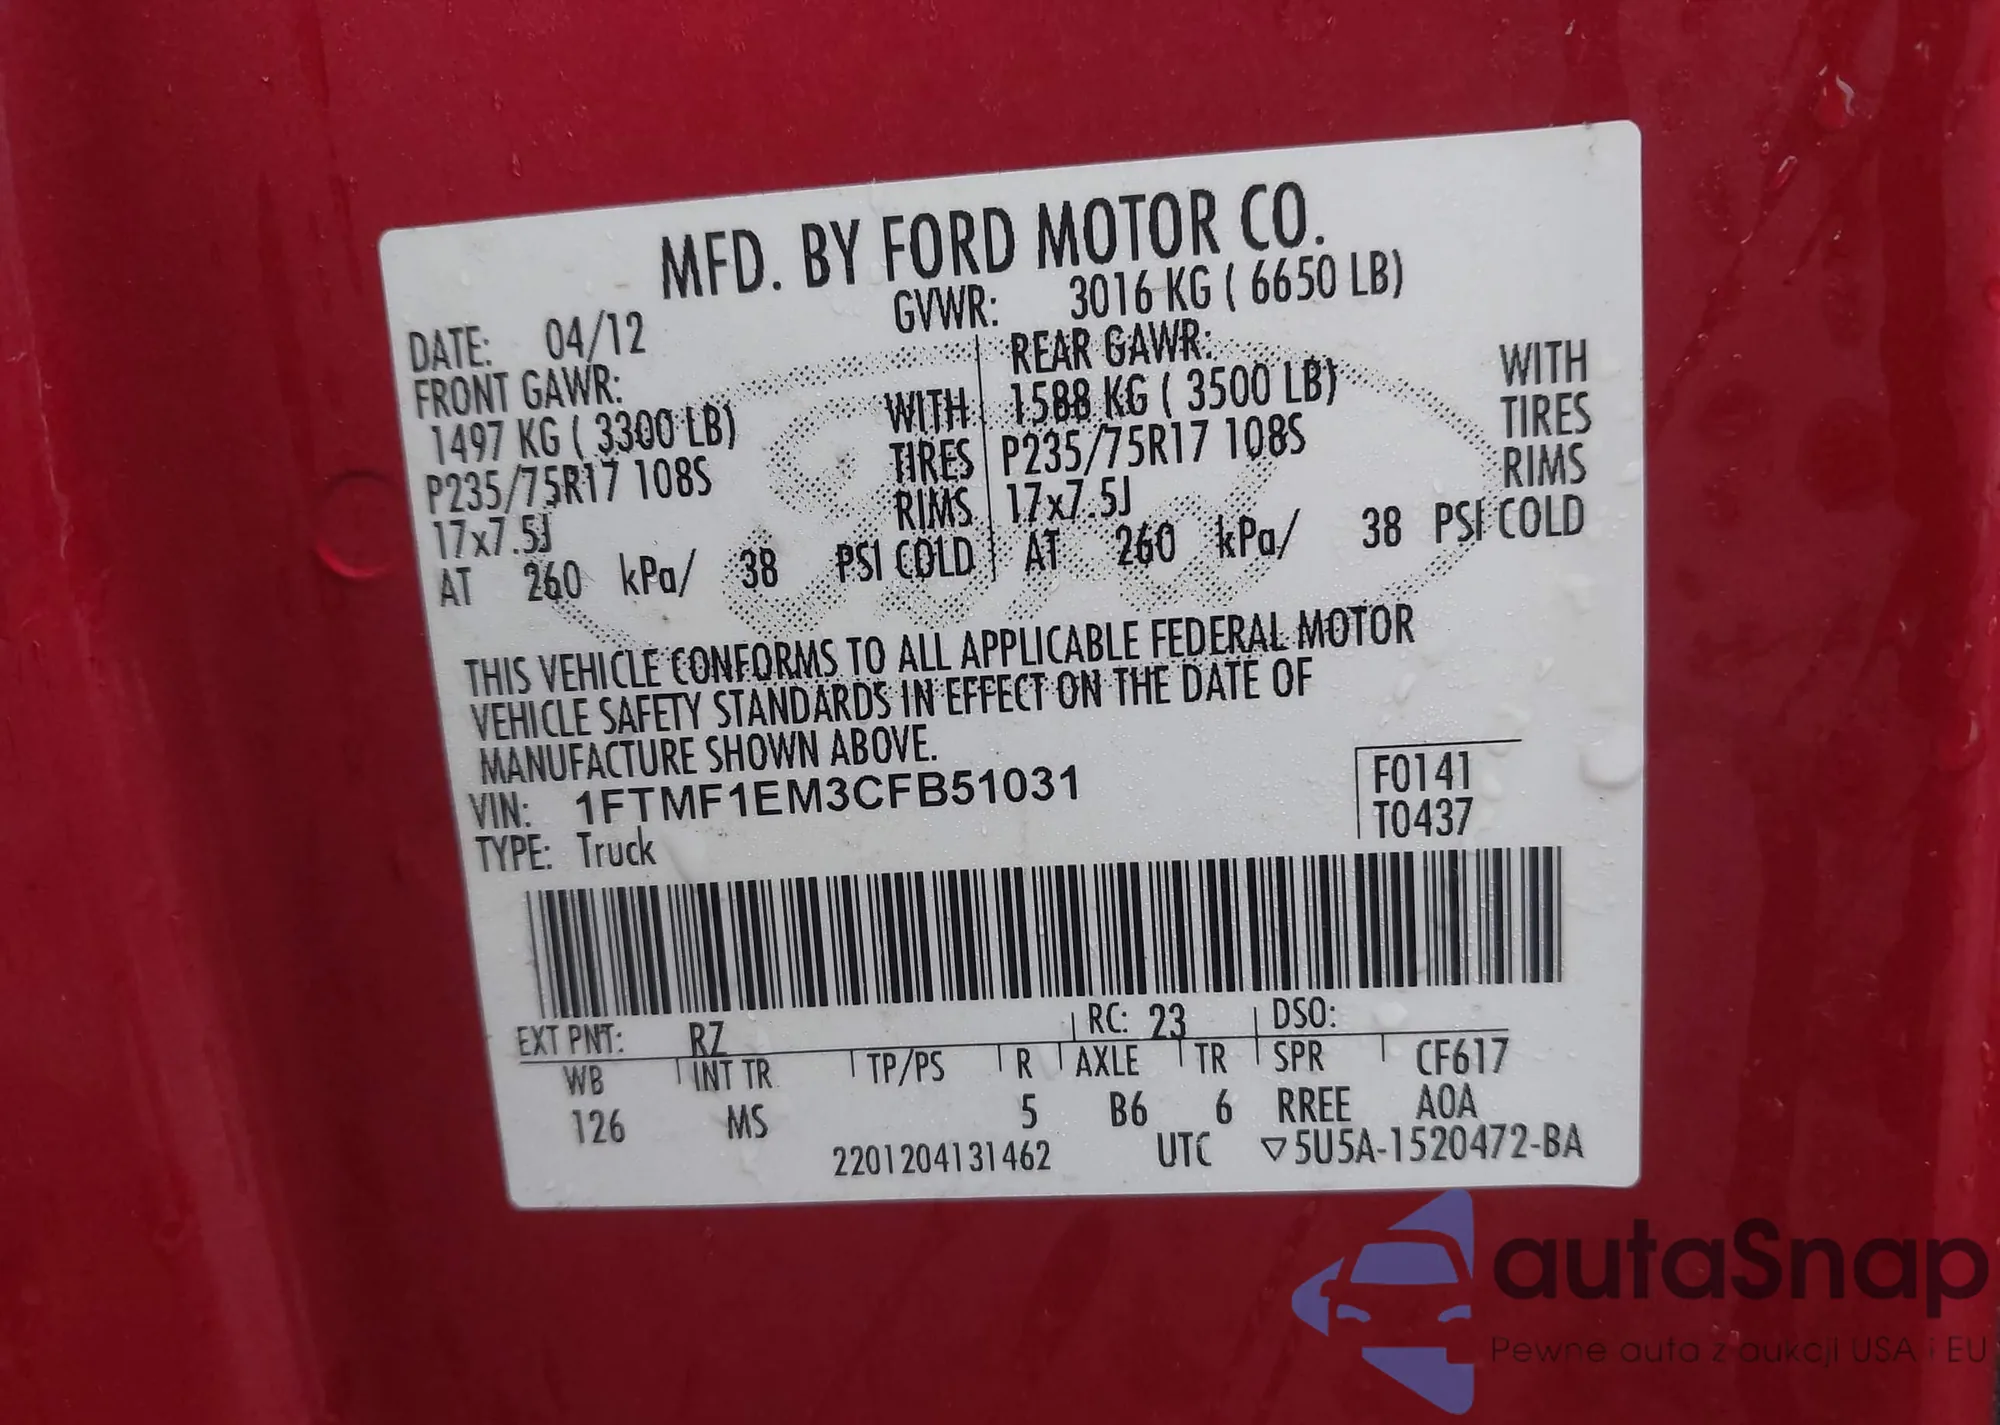 MFD. BY FORD MOTOR CO.
DATE: 04/12 GVWR: 3016 KG ( 6650 LB)
FRONT GAWR: REAR GAWR:
1497 KG ( 3300 LB) WITH 1588 KG ( 3500 LB) WITH
P235/75R17 108S TIRES P235/75R17 108S TIRES
17x7.5J RIMS 17x7.5J RIMS
AT 260 kPa/ 38 PSI COLD AT 260 kPa/ 38 PSI COLD
THIS VEHICLE CONFORMS TO ALL APPLICABLE FEDERAL MOTOR
VEHICLE SAFETY STANDARDS IN EFFECT ON THE DATE OF
MANUFACTURE SHOWN ABOVE.
VIN: 1FTMF1EM3CFB51031 F0141
TYPE: Truck T0437
EXT PNT: RZ RC: 23 DSO:
WB INT TR TP/PS R AXLE TR SPR CF617
126 MS 5 B6 6 RREE AOA
2201204131462 UTC ▽5U5A-1520472-BA
autaSnap
Pewne auta z aukcji USA i EU